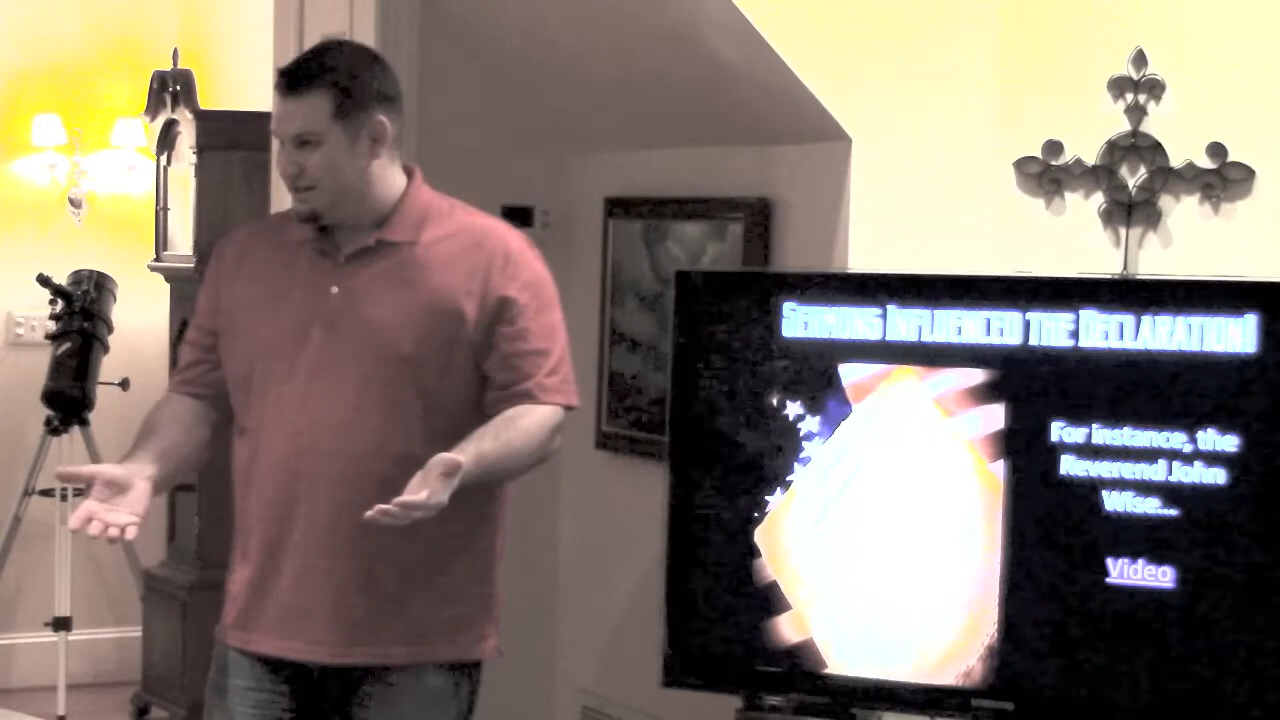 SERMONS INFLUENCED THE DECLARATION!
For instance, the
Reverend John
Wise...
Video